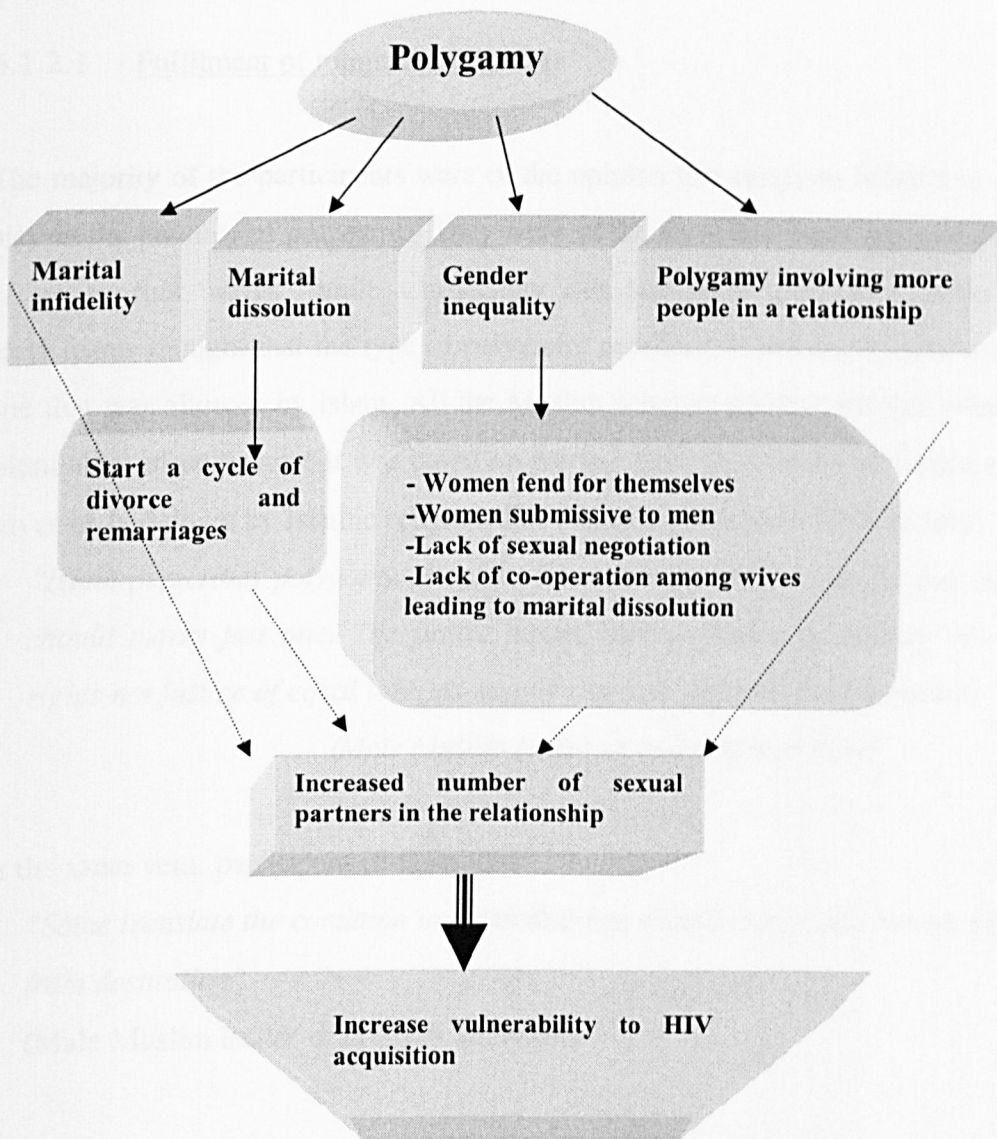 Polygamy
Marital
infidelity
Marital
dissolution
Gender
inequality
Polygamy involving more
people in a relationship
Start a cycle of
divorce and
remarriages
- Women fend for themselves
-Women submissive to men
-Lack of sexual negotiation
-Lack of co-operation among wives
leading to marital dissolution
Increased number of sexual
partners in the relationship
Increase vulnerability to HIV
acquisition